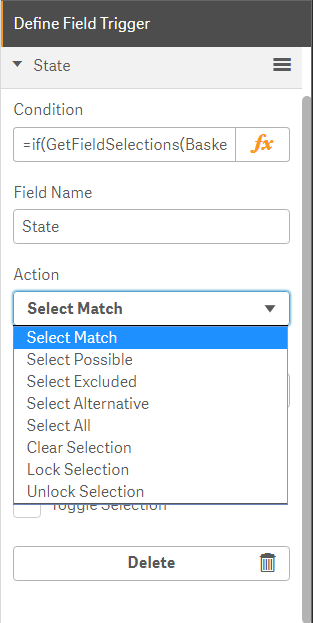 Define Field Trigger
State
Condition
=if(GetFieldSelections(Baske
fx
Field Name
State
Action
Select Match
Select Match
Select Possible
Select Excluded
Select Alternative
Select All
Clear Selection
Lock Selection
Unlock Selection
Toggle Selection
Delete